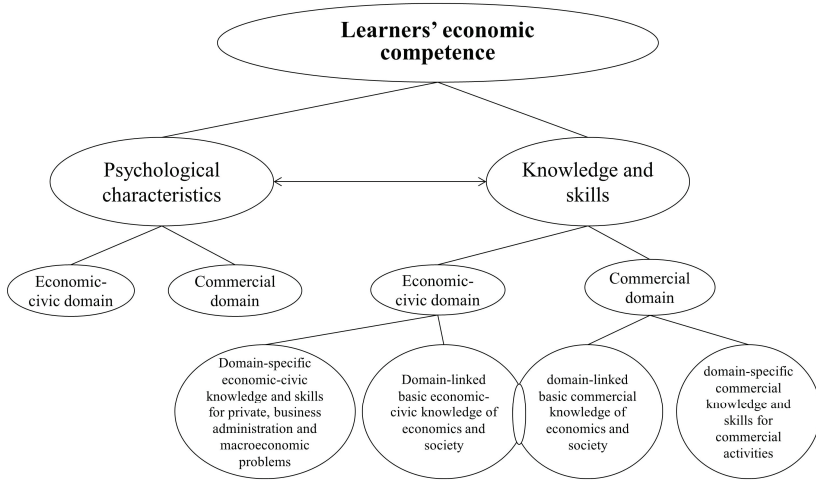 Learners’ economic
competence
Psychological
characteristics
Knowledge and
skills
Economic-
civic domain
Commercial
domain
Economic-
civic domain
Commercial
domain
Domain-specific
economic-civic
knowledge and skills
for private, business
administration and
macroeconomic
problems
Domain-linked
basic economic-
civic knowledge of
economics and
society
domain-linked
basic commercial
knowledge of
economics and
society
domain-specific
commercial
knowledge and
skills for
commercial
activities